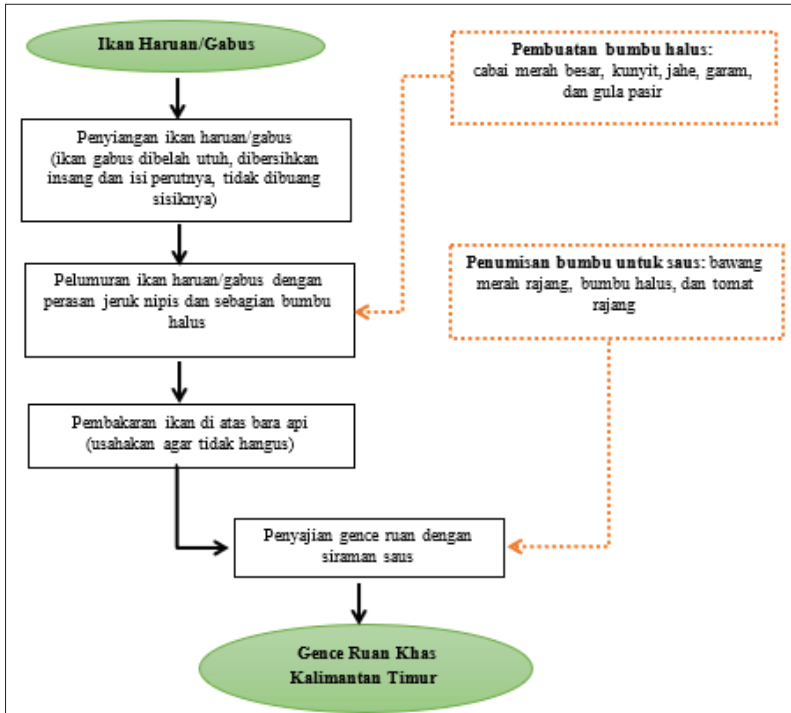 Ikan Haruan/Gabus
Pembuatan bumbu halus:
cabai merah besar, kunyit, jahe, garam,
dan gula pasir
Penyiangan ikan haruan/gabus
(ikan gabus dibelah utuh, dibersihkan
insang dan isi perutnya, tidak dibuang
sisiknya)
Pelumuran ikan haruan/gabus dengan
perasan jeruk nipis dan sebagian bumbu
halus
Penumisan bumbu untuk saus: bawang
merah rajang, bumbu halus, dan tomat
rajang
Pembakaran ikan di atas bara api
(usahakan agar tidak hangus)
Penyajian gence ruan dengan
siraman saus
Gence Ruan Khas
Kalimantan Timur